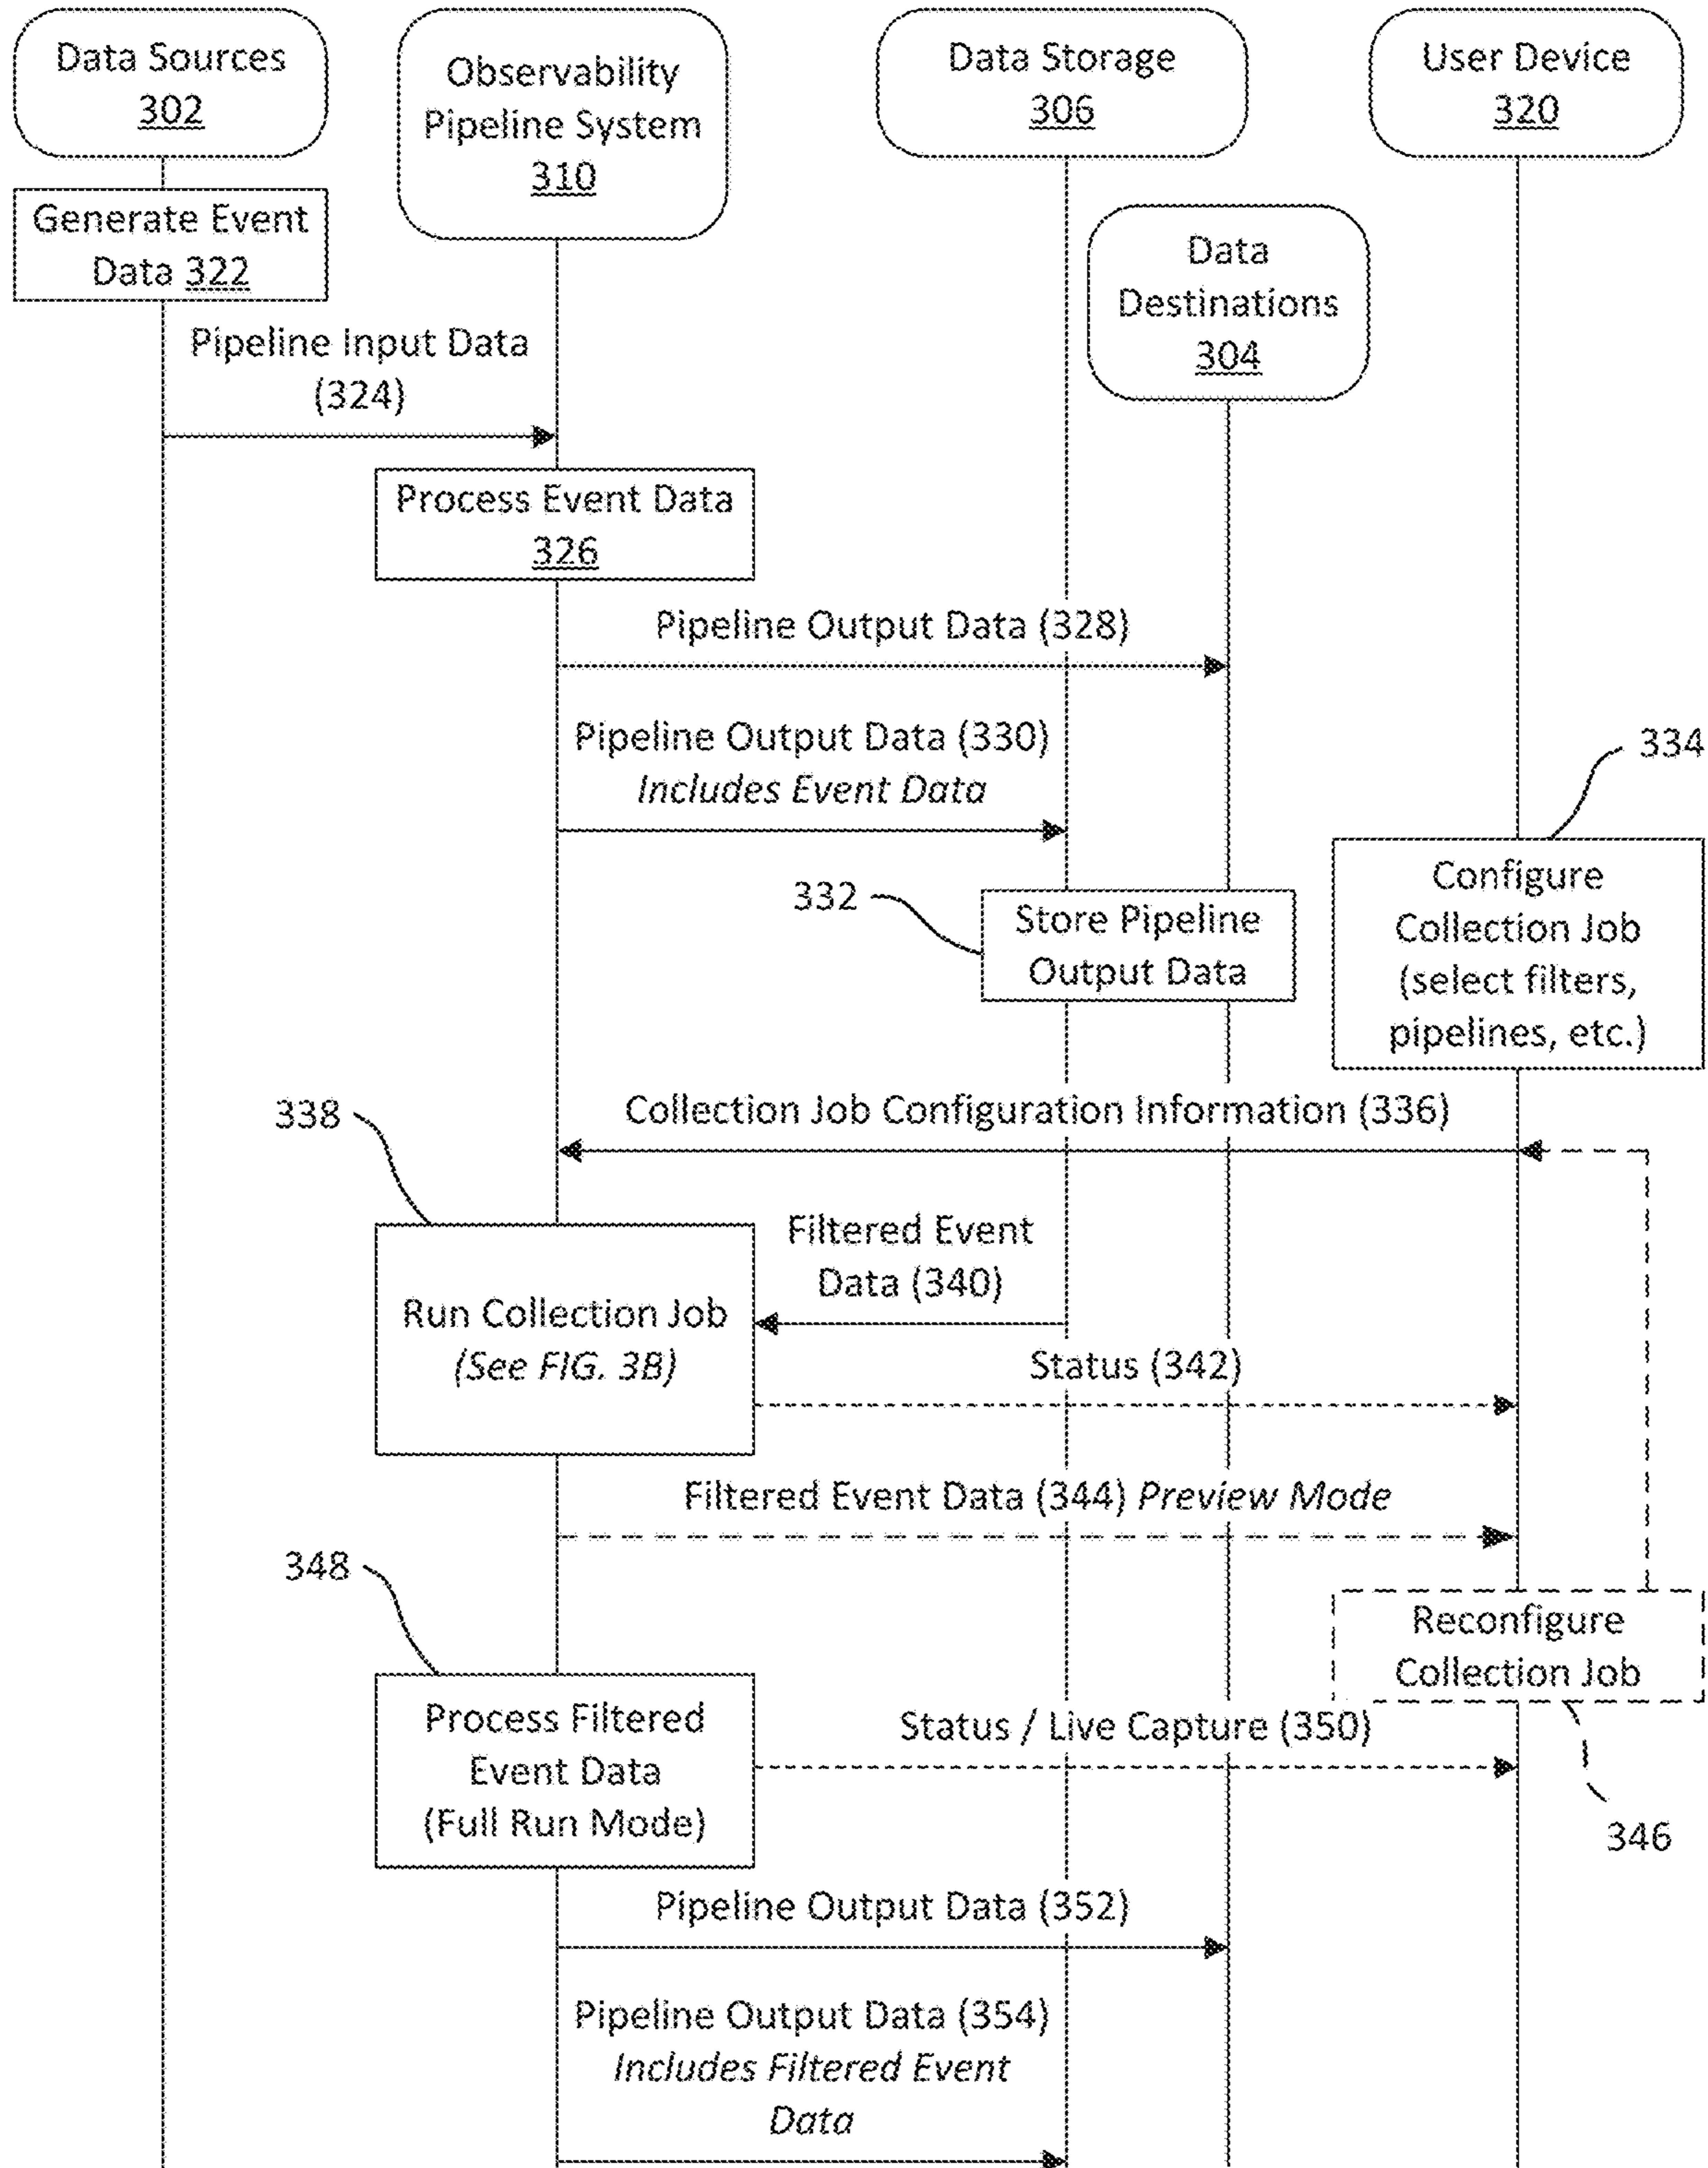 Data Sources
302
Observability
Pipeline System
310
Data Storage
306
User Device
320
Generate Event
Data 322
Data
Destinations
304
Pipeline Input Data
(324)
Process Event Data
326
Pipeline Output Data (328)
Pipeline Output Data (330)
Includes Event Data
334
332
Store Pipeline
Output Data
Configure
Collection Job
(select filters,
pipelines, etc.)
Collection Job Configuration Information (336)
338
Filtered Event
Data (340)
Run Collection Job
(See FIG. 3B)
Status (342)
Filtered Event Data (344) Preview Mode
348
Reconfigure
Collection Job
Process Filtered
Event Data
(Full Run Mode)
Status / Live Capture (350)
346
Pipeline Output Data (352)
Pipeline Output Data (354)
Includes Filtered Event
Data